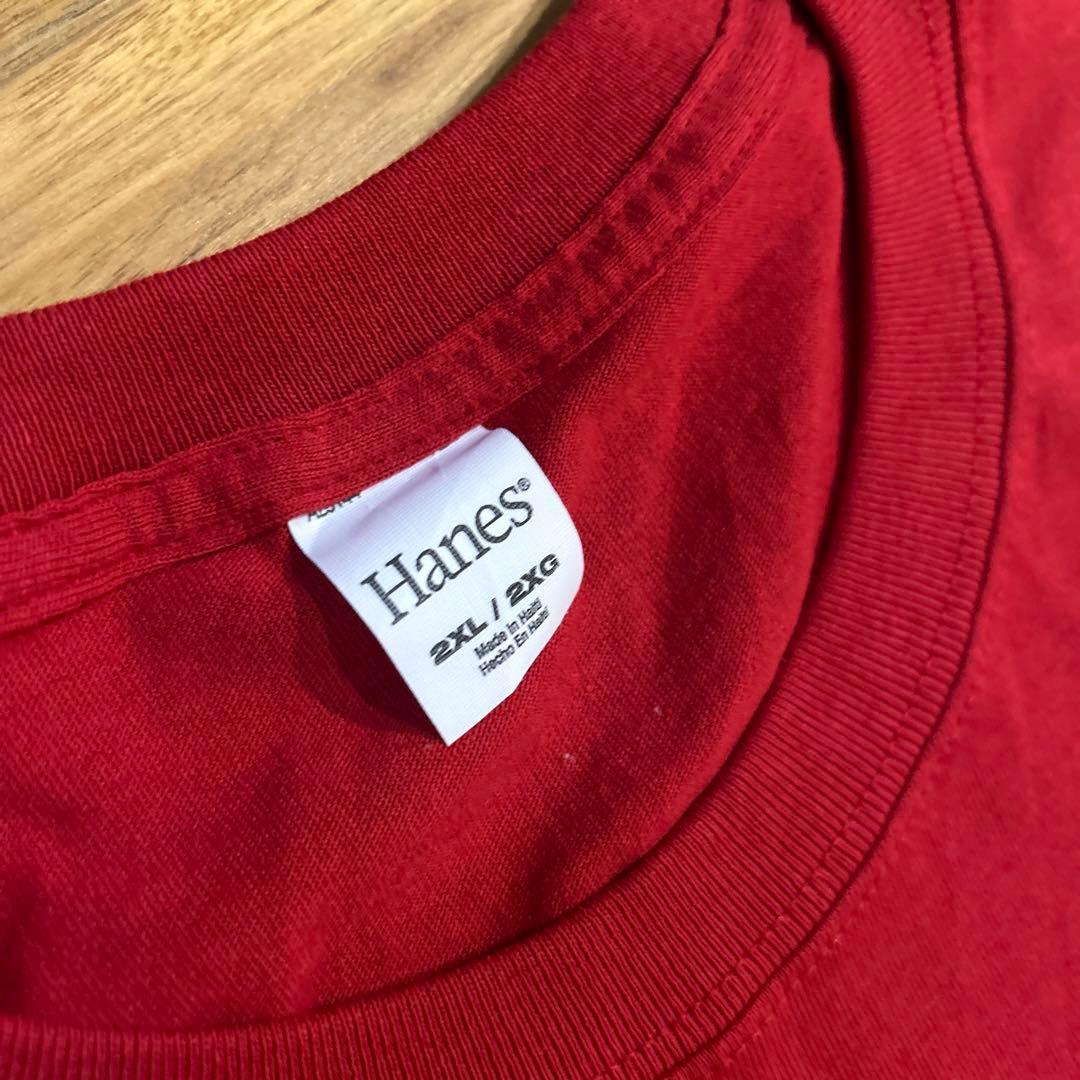 Hanes®
2XL / 2XG
Made in Haiti
Hecho En Haiti